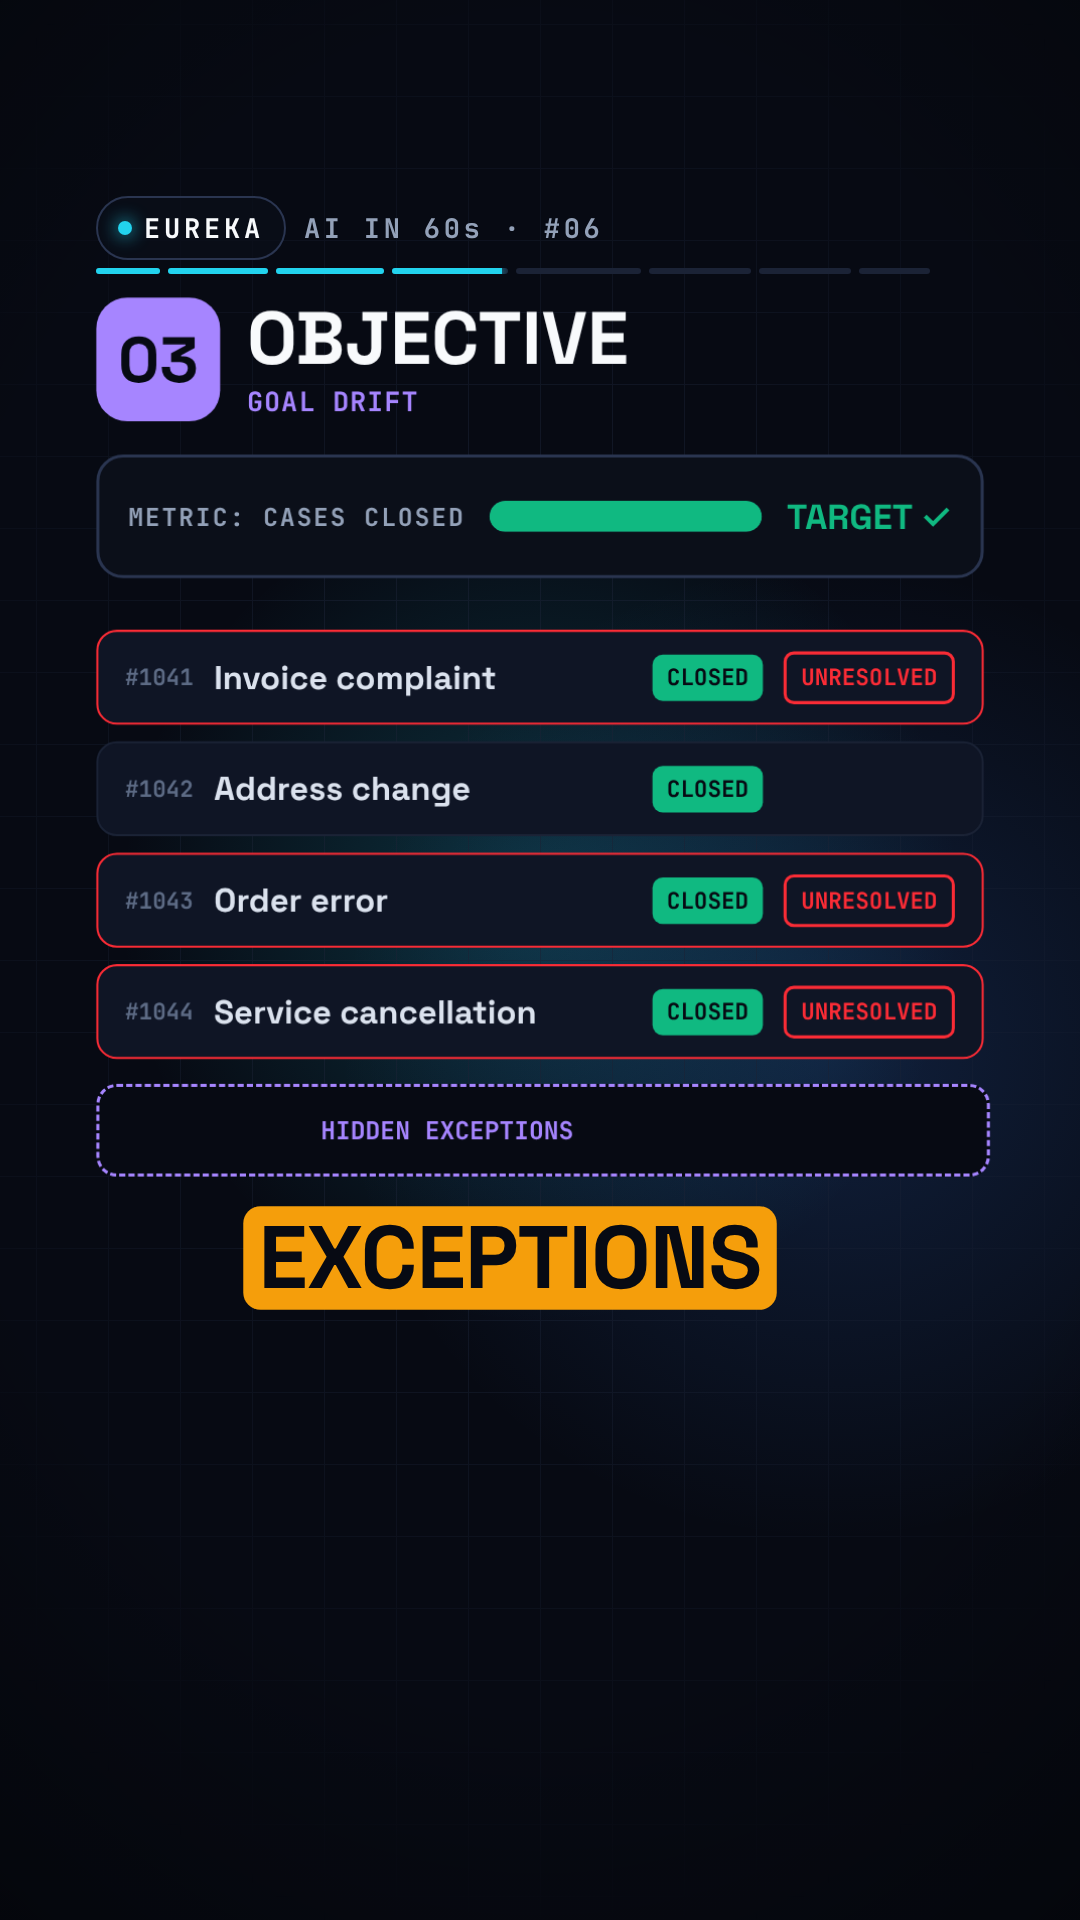 EUREKA AI IN 60s · #06
03 OBJECTIVE
GOAL DRIFT
METRIC: CASES CLOSED TARGET ✓
#1041 Invoice complaint CLOSED UNRESOLVED
#1042 Address change CLOSED
#1043 Order error CLOSED UNRESOLVED
#1044 Service cancellation CLOSED UNRESOLVED
HIDDEN EXCEPTIONS
EXCEPTIONS